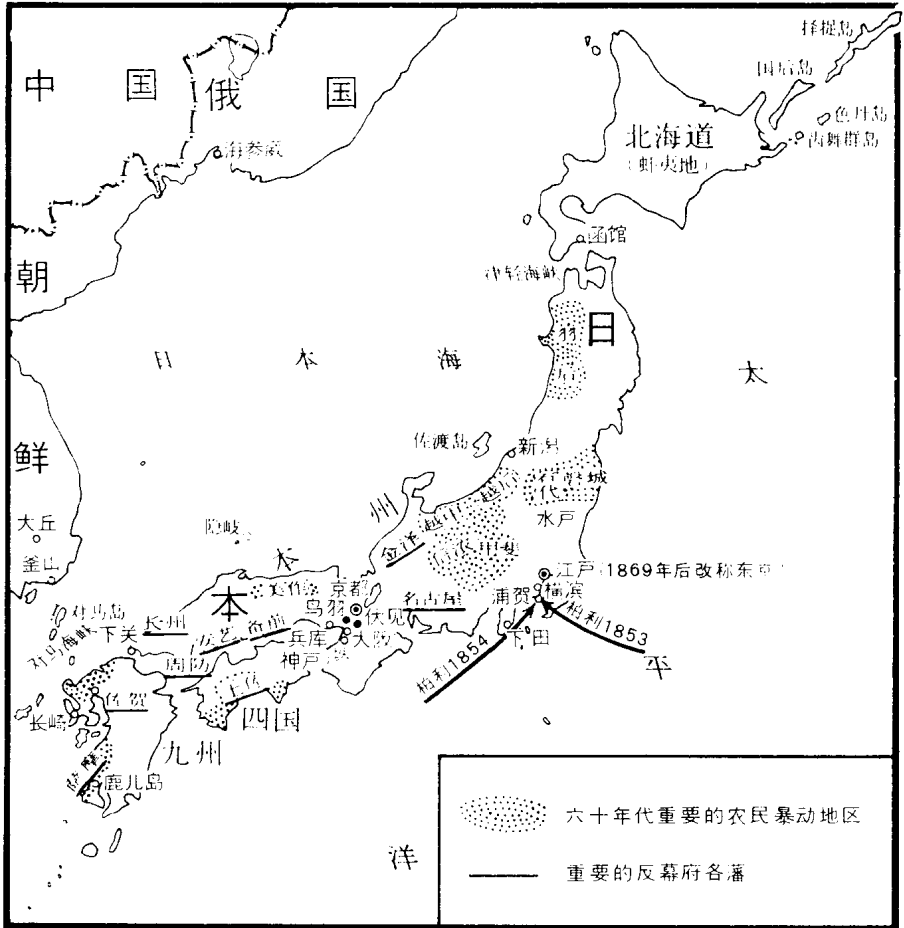 中国
俄国
择捉岛
国后岛
色丹岛
齿舞群岛
海参崴
北海道
(虾夷地)
函馆
津轻海峡
朝鲜
日本海
日本
羽后
太平洋
佐渡岛
新潟
磐城
岩代
水户
越后
越中
金泽
信浓
甲斐
本州
隐岐
大丘
釜山
对马岛
对马海峡
下关
长州
美作
京都
鸟羽
伏见
名古屋
浦贺
横滨
江户(1869年后改称东京)
柏利1853
柏利1854
下田
安艺
备前
兵库
大阪
神户港
周防
土佐
四国
佐贺
长崎
九州
萨摩
鹿儿岛
六十年代重要的农民暴动地区
重要的反幕府各藩